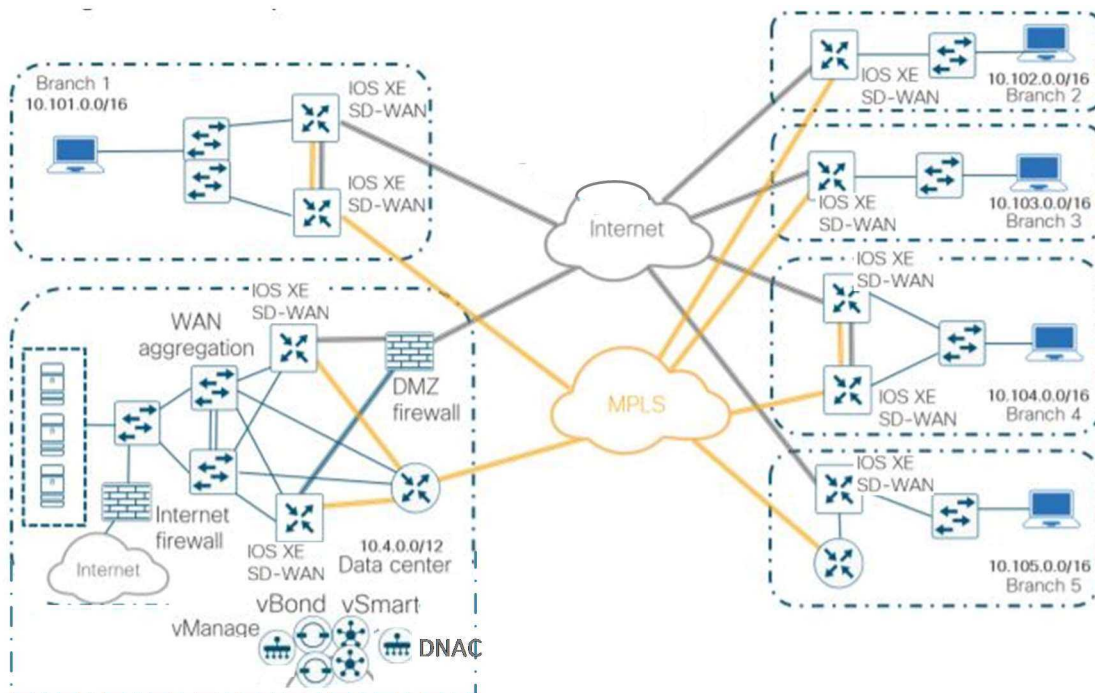 Branch 1
10.101.0.0/16
IOS XE
SD-WAN
IOS XE
SD-WAN
IOS XE
SD-WAN
WAN
aggregation
DMZ
firewall
Internet
firewall
Internet
IOS XE
SD-WAN
10.4.0.0/12
Data center
vBond
vSmart
vManage
DNAC
Internet
MPLS
IOS XE
SD-WAN
10.102.0.0/16
Branch 2
IOS XE
SD-WAN
10.103.0.0/16
Branch 3
IOS XE
SD-WAN
IOS XE
SD-WAN
10.104.0.0/16
Branch 4
IOS XE
SD-WAN
10.105.0.0/16
Branch 5